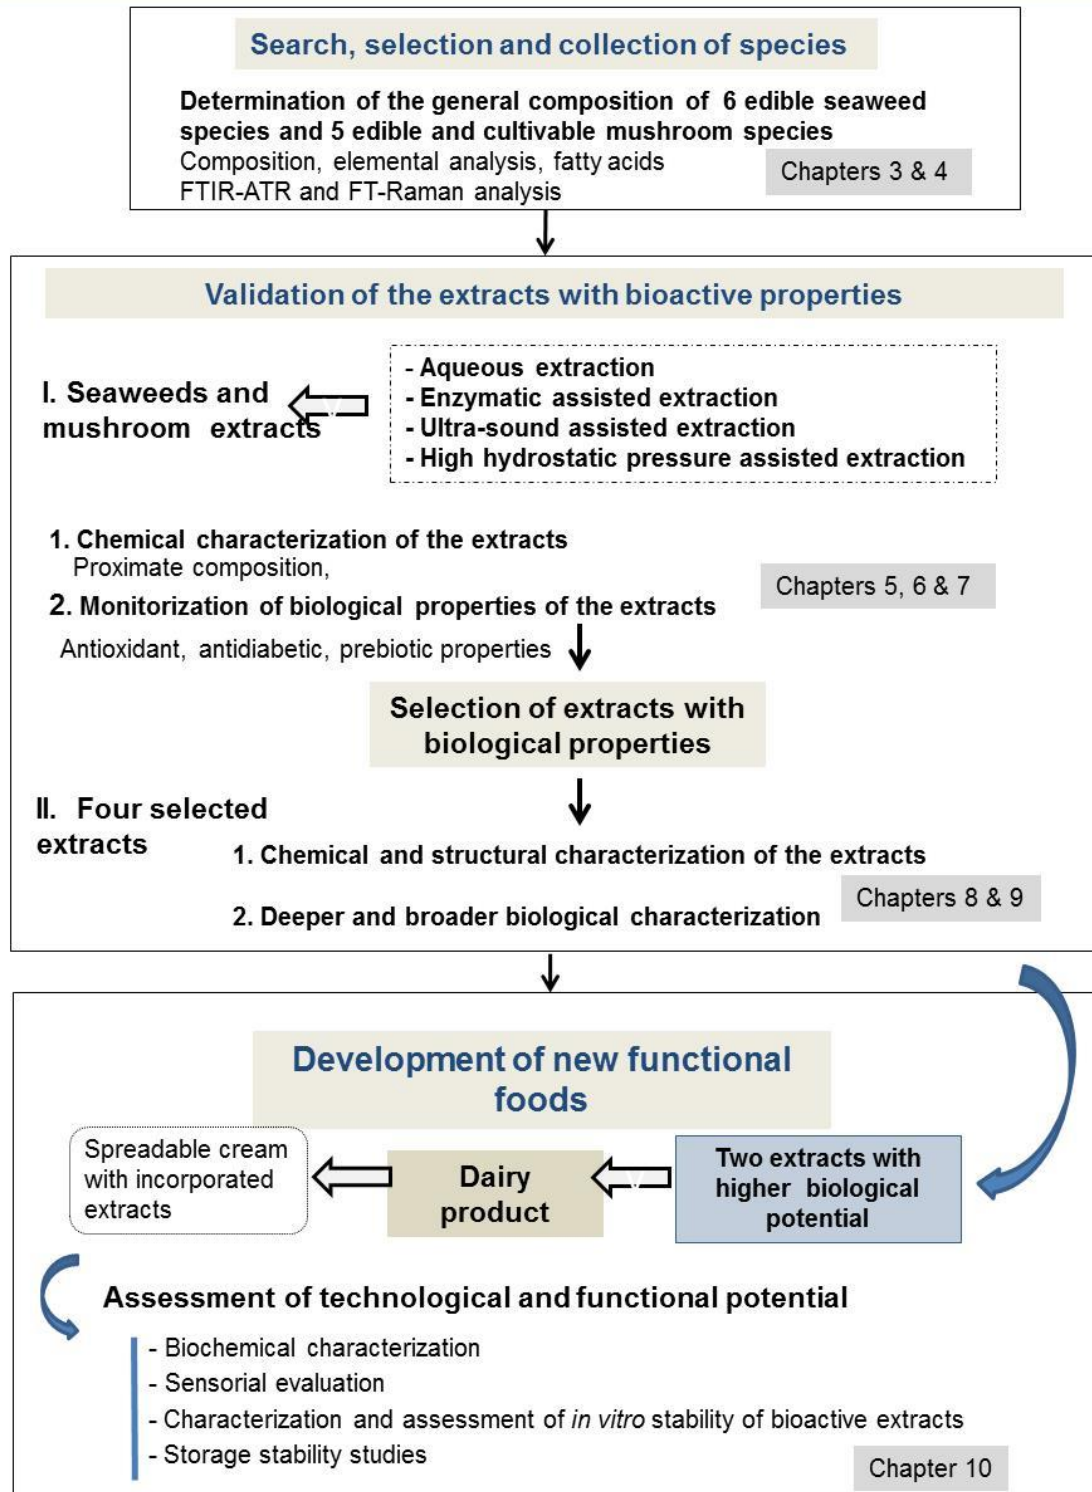 Search, selection and collection of species
Determination of the general composition of 6 edible seaweed
species and 5 edible and cultivable mushroom species
Composition, elemental analysis, fatty acids
FTIR-ATR and FT-Raman analysis
Chapters 3 & 4
Validation of the extracts with bioactive properties
I. Seaweeds and
mushroom extracts
- Aqueous extraction
- Enzymatic assisted extraction
- Ultra-sound assisted extraction
- High hydrostatic pressure assisted extraction
1. Chemical characterization of the extracts
Proximate composition,
2. Monitorization of biological properties of the extracts
Antioxidant, antidiabetic, prebiotic properties
Chapters 5, 6 & 7
Selection of extracts with
biological properties
II. Four selected
extracts
1. Chemical and structural characterization of the extracts
2. Deeper and broader biological characterization
Chapters 8 & 9
Development of new functional
foods
Spreadable cream
with incorporated
extracts
Dairy
product
Two extracts with
higher biological
potential
Assessment of technological and functional potential
- Biochemical characterization
- Sensorial evaluation
- Characterization and assessment of in vitro stability of bioactive extracts
- Storage stability studies
Chapter 10